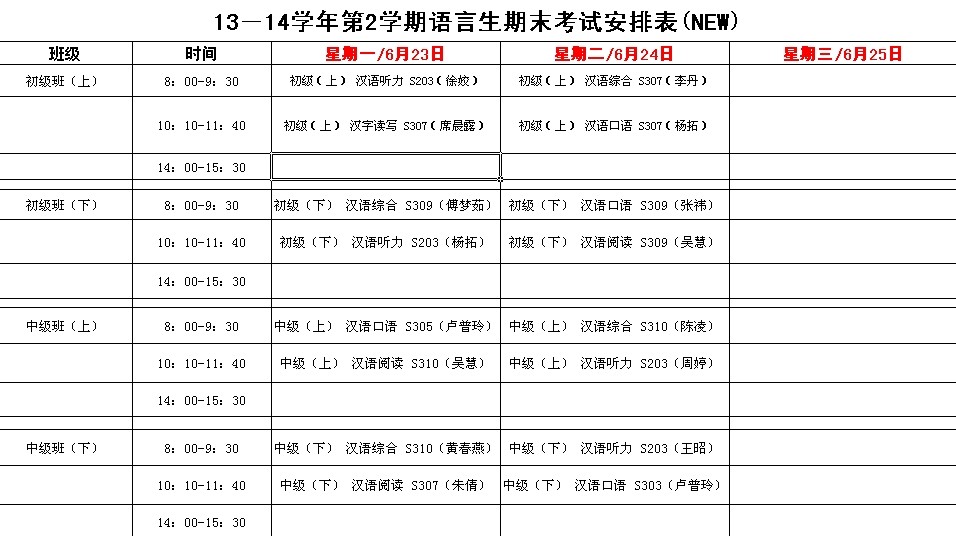 13－14学年第2学期语言生期末考试安排表(NEW)
班级 时间 星期一/6月23日 星期二/6月24日 星期三/6月25日
初级班（上） 8：00-9：30 初级（上） 汉语听力 S203（徐姣） 初级（上） 汉语综合 S307（李丹）
10：10-11：40 初级（上） 汉字读写 S307（席晨露） 初级（上） 汉语口语 S307（杨拓）
14：00-15：30
初级班（下） 8：00-9：30 初级（下） 汉语综合 S309（傅梦茹） 初级（下） 汉语口语 S309（张祎）
10：10-11：40 初级（下） 汉语听力 S203（杨拓） 初级（下） 汉语阅读 S309（吴慧）
14：00-15：30
中级班（上） 8：00-9：30 中级（上） 汉语口语 S305（卢普玲） 中级（上） 汉语综合 S310（陈凌）
10：10-11：40 中级（上） 汉语阅读 S310（吴慧） 中级（上） 汉语听力 S203（周婷）
14：00-15：30
中级班（下） 8：00-9：30 中级（下） 汉语综合 S310（黄春燕） 中级（下） 汉语听力 S203（王昭）
10：10-11：40 中级（下） 汉语阅读 S307（朱倩） 中级（下） 汉语口语 S303（卢普玲）
14：00-15：30